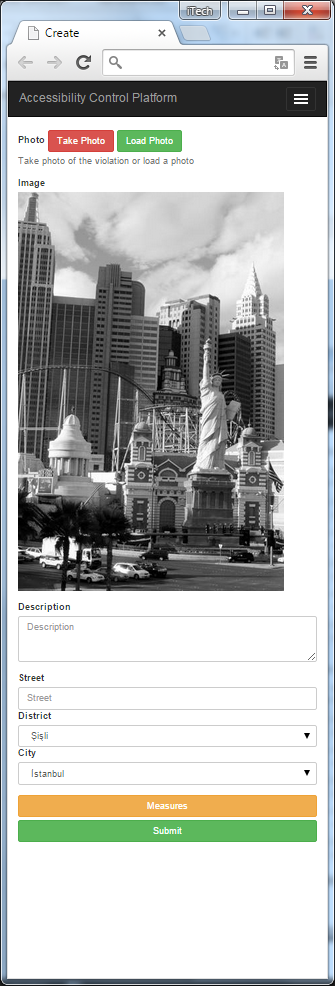 iTech
Create
Accessibility Control Platform
Photo Take Photo Load Photo
Take photo of the violation or load a photo
Image
Description
Description
Street
Street
District
Şişli
City
İstanbul
Measures
Submit